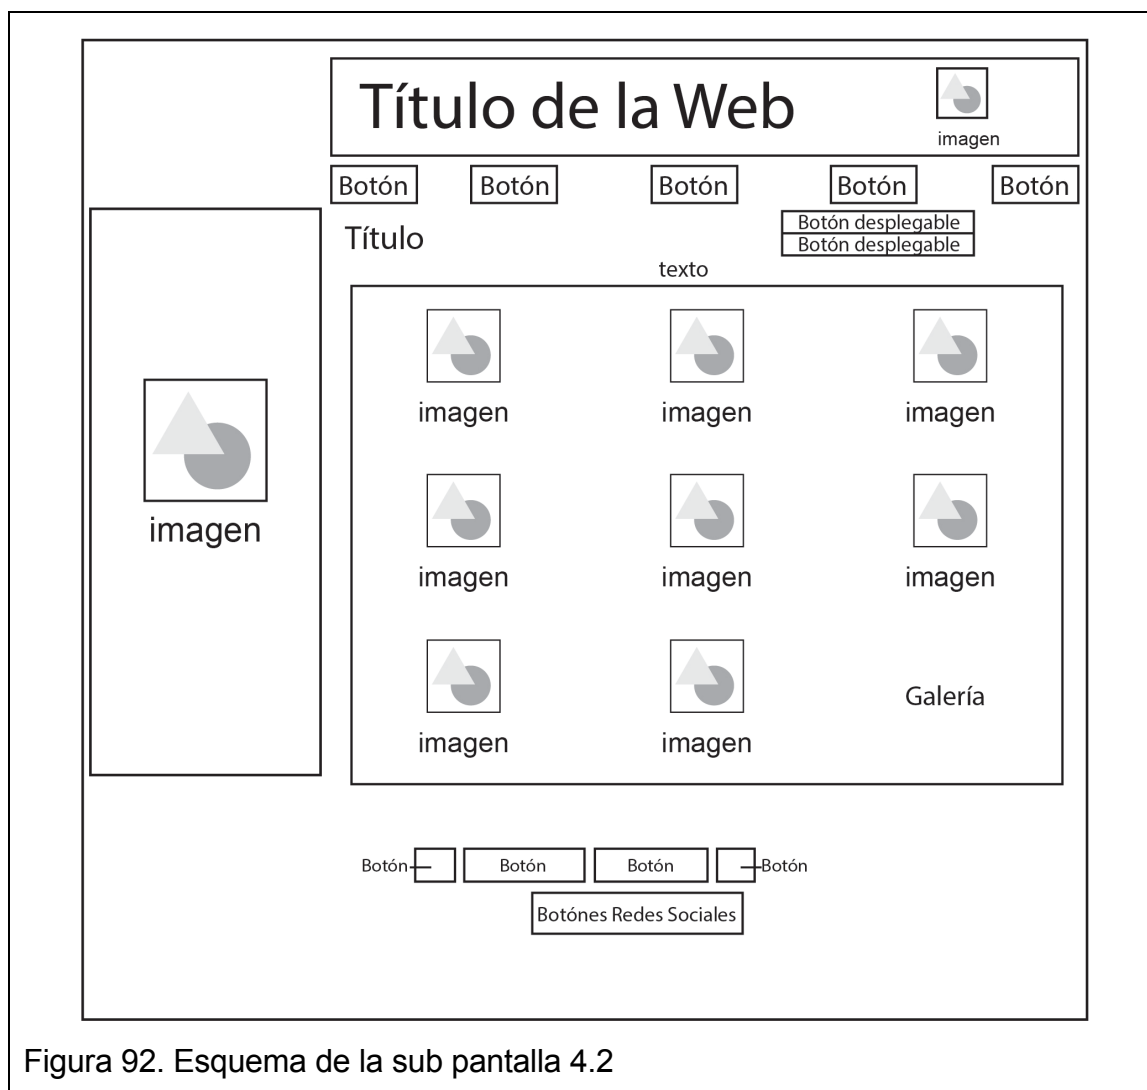 Título de la Web
imagen
Botón Botón Botón Botón Botón
Botón desplegable
Título
Botón desplegable
texto
imagen imagen imagen
imagen
imagen imagen imagen
Galería
imagen imagen
Botón Botón Botón Botón
Botónes Redes Sociales
Figura 92. Esquema de la sub pantalla 4.2